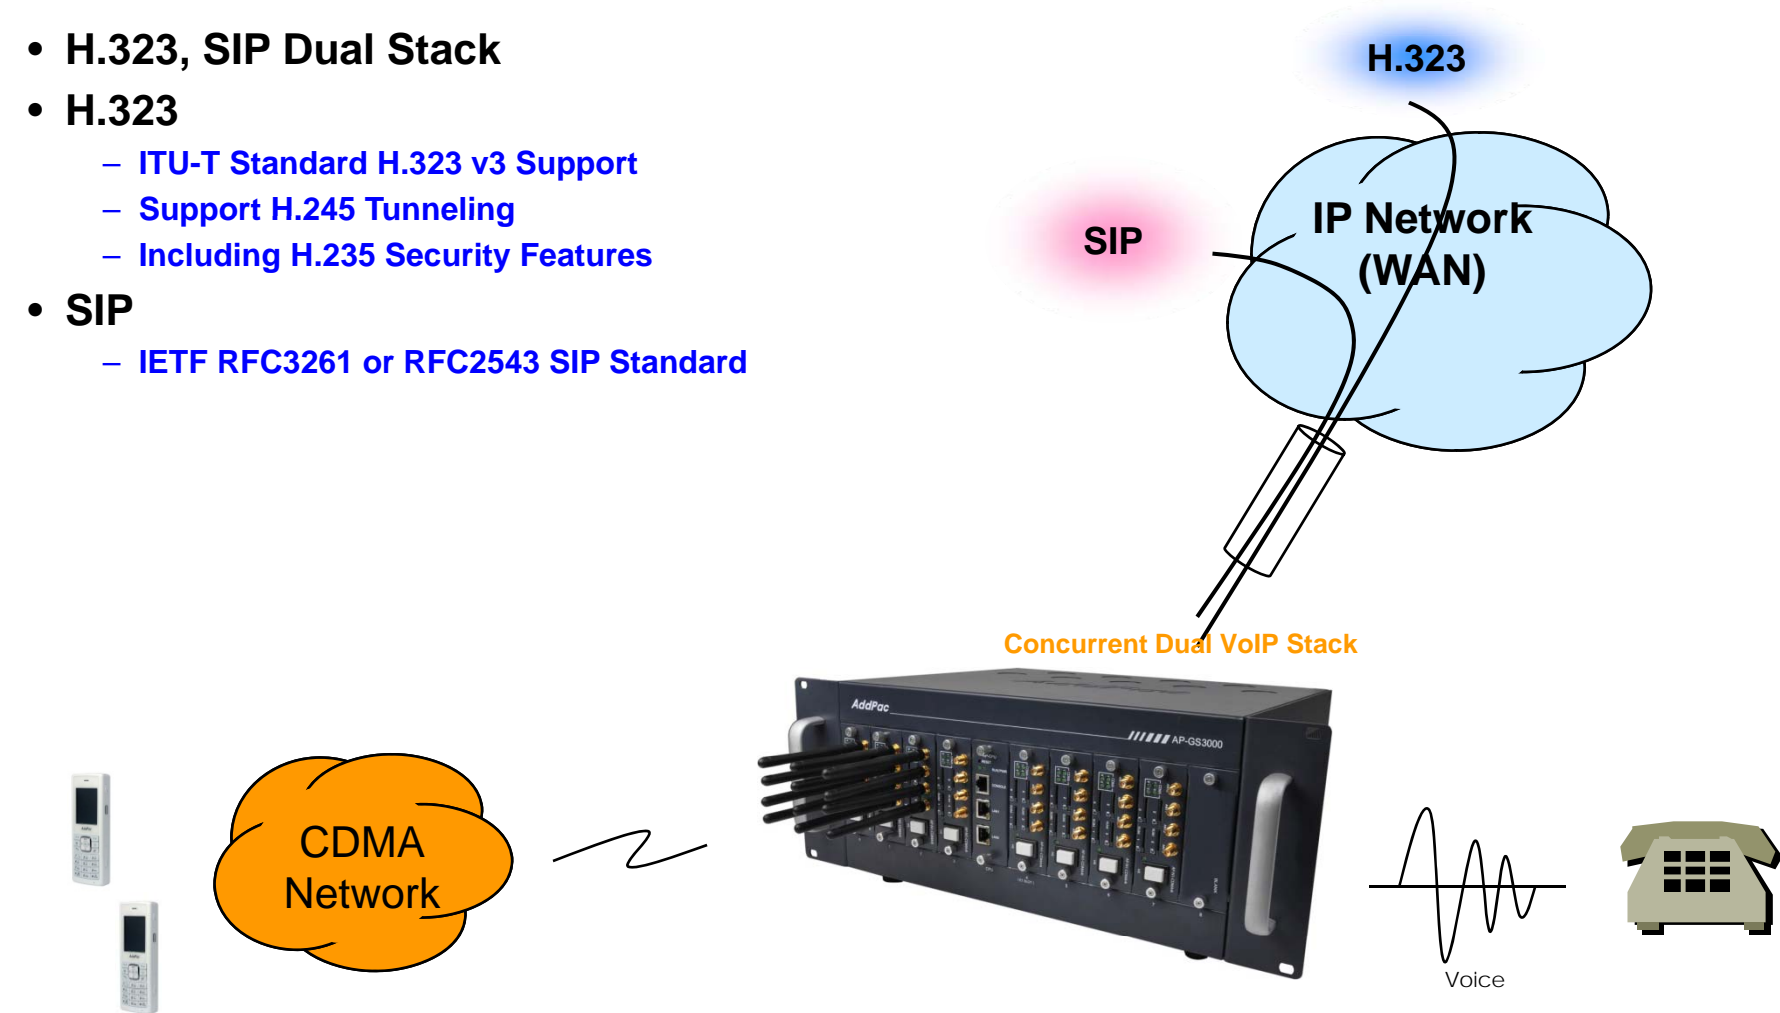 • H.323, SIP Dual Stack
• H.323
– ITU-T Standard H.323 v3 Support
– Support H.245 Tunneling
– Including H.235 Security Features
• SIP
– IETF RFC3261 or RFC2543 SIP Standard
H.323
SIP
IP Network
(WAN)
Concurrent Dual VoIP Stack
AddPac
AP-GS3000
CDMA
Network
Voice